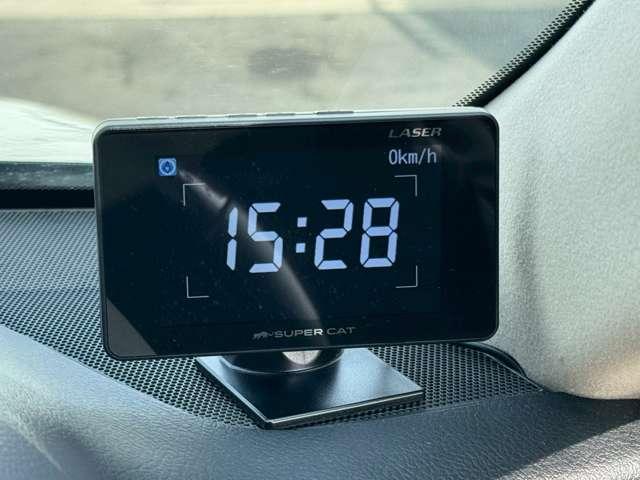 LASER
0km/h
15:28
SUPER CAT